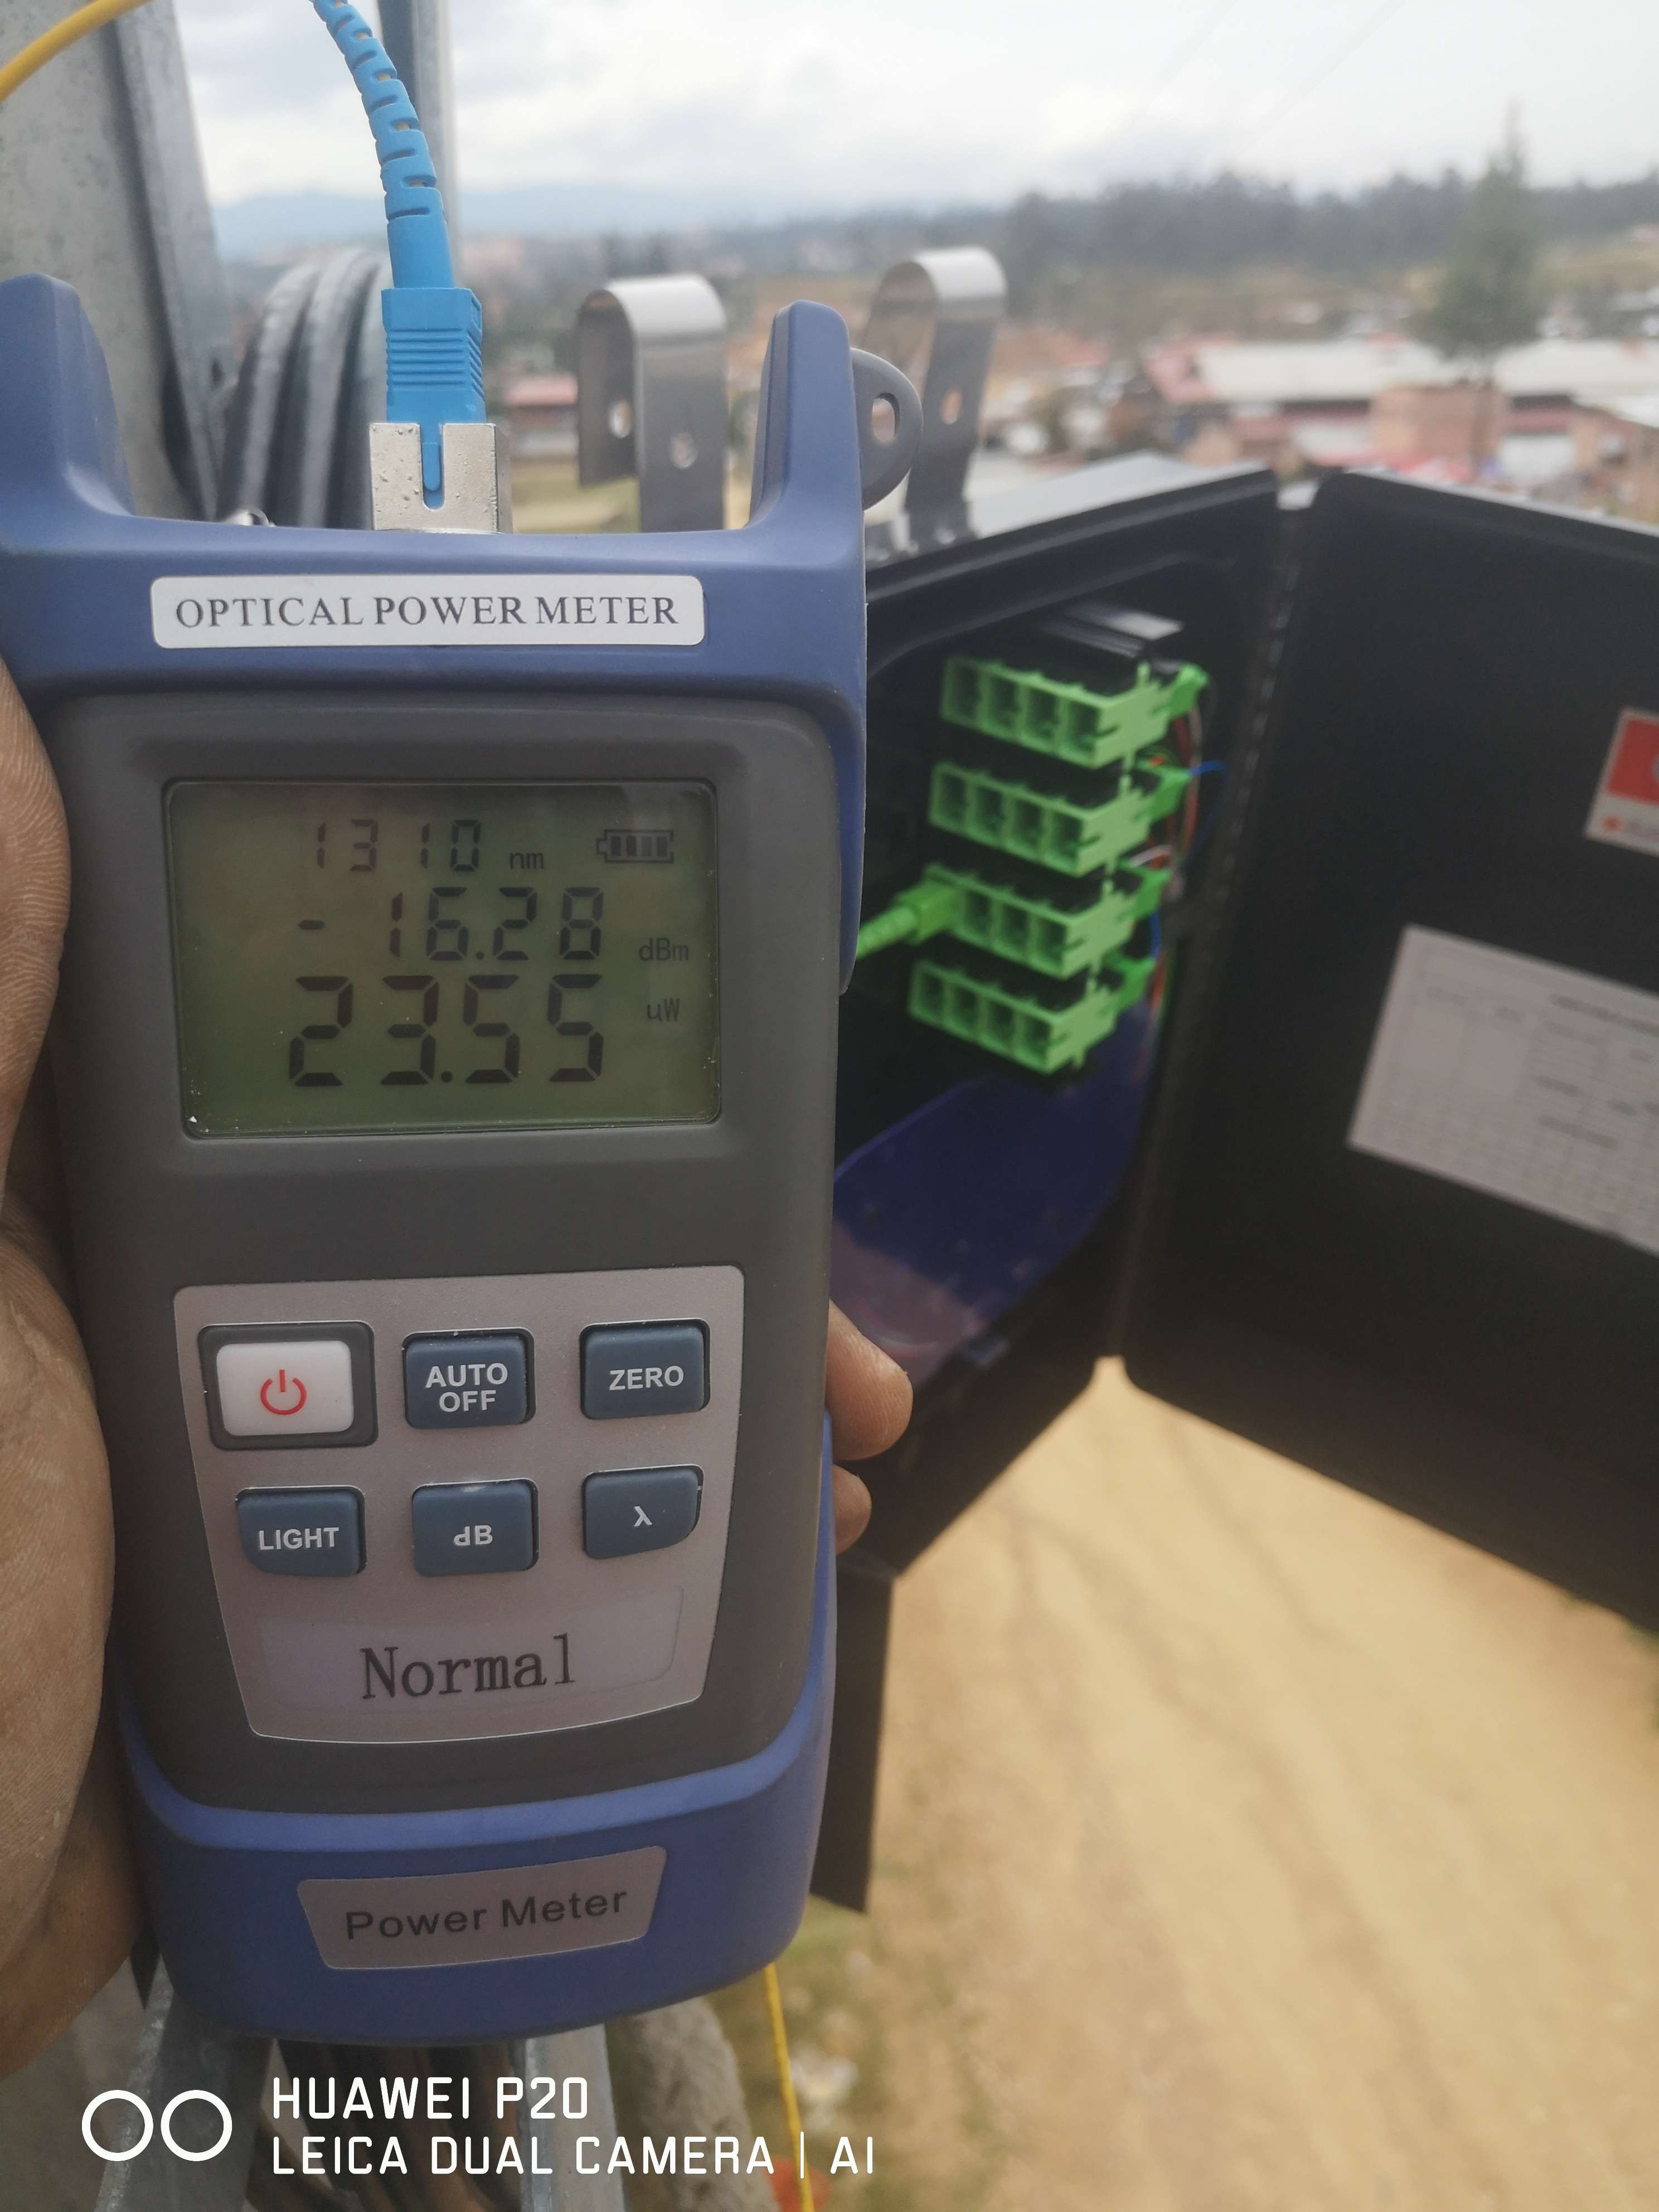 OPTICAL POWER METER
1310 nm
-16.28 dBm
23.55 uW
AUTO OFF
ZERO
LIGHT
dB
λ
Normal
Power Meter
HUAWEI P20
LEICA DUAL CAMERA | AI